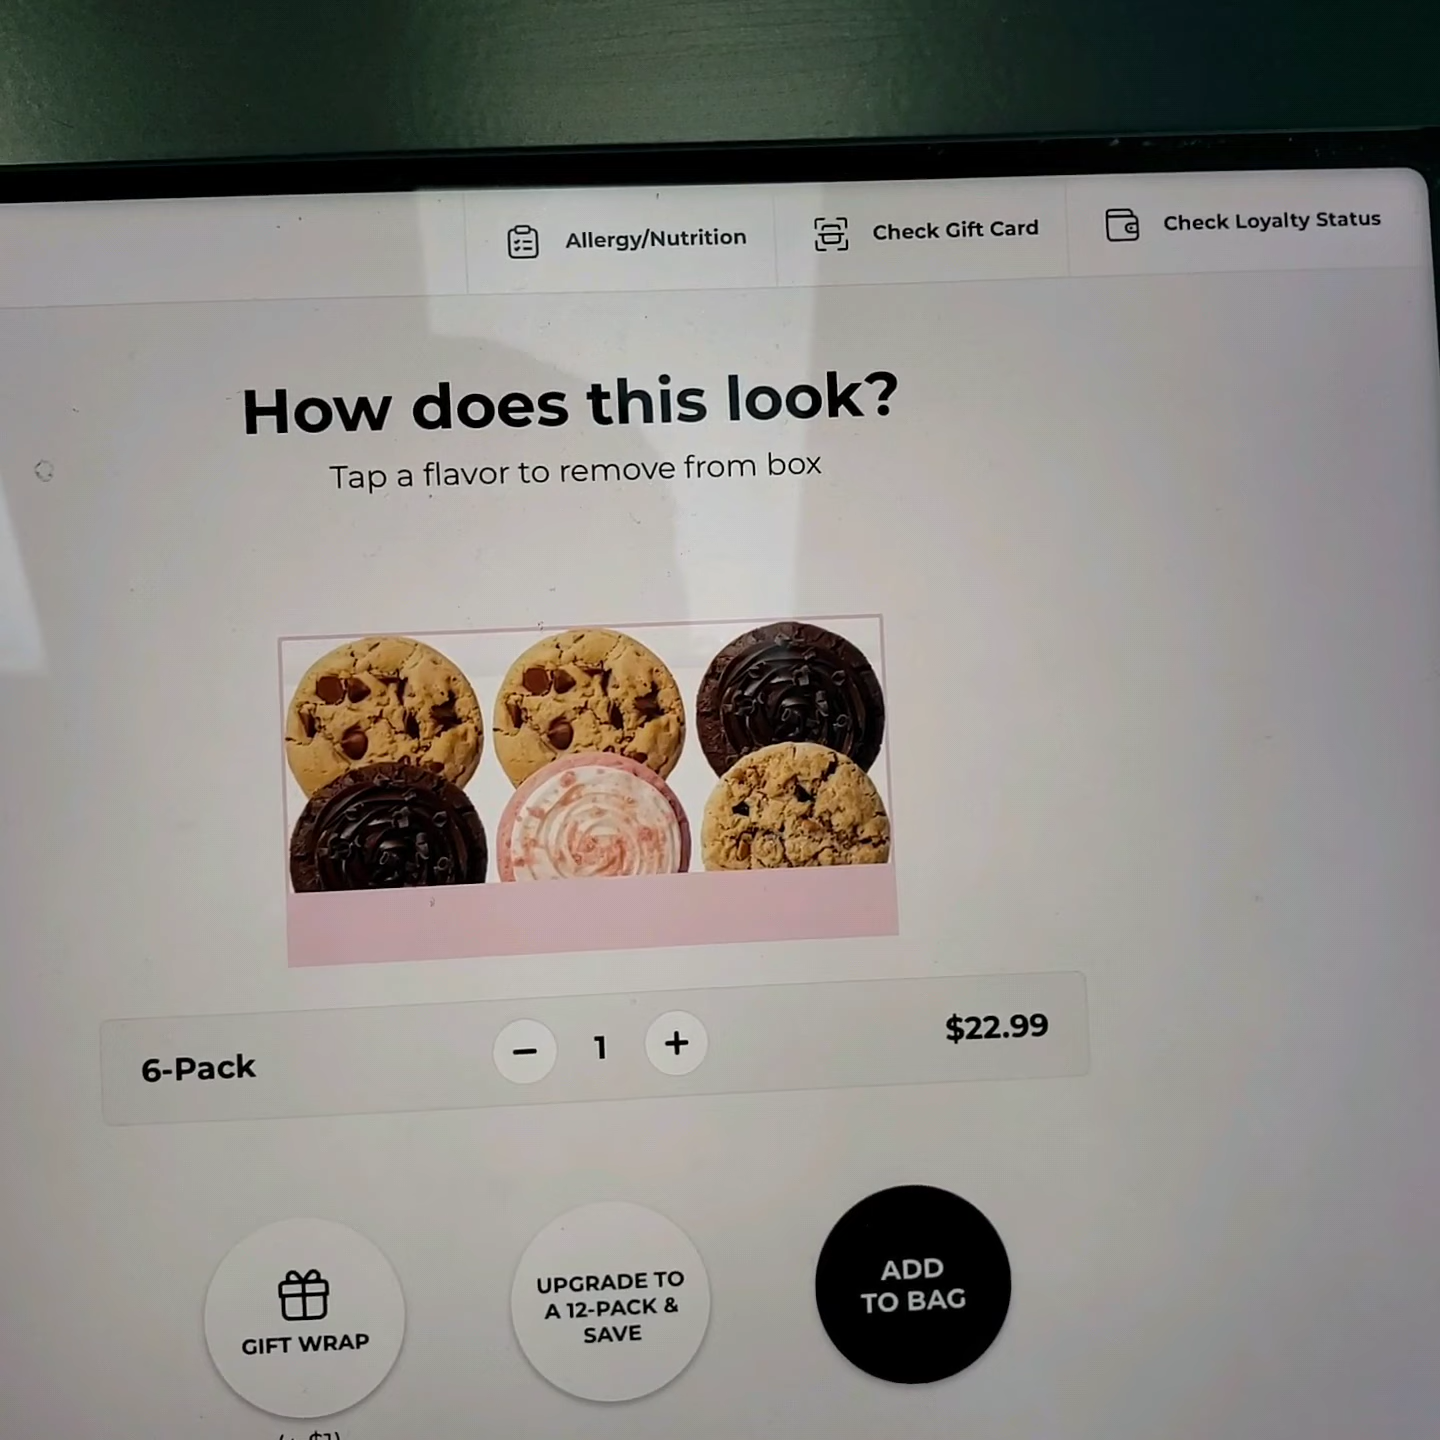 Allergy/Nutrition
Check Gift Card
Check Loyalty Status
How does this look?
Tap a flavor to remove from box
6-Pack
1
$22.99
GIFT WRAP
UPGRADE TO
A 12-PACK &
SAVE
ADD
TO BAG